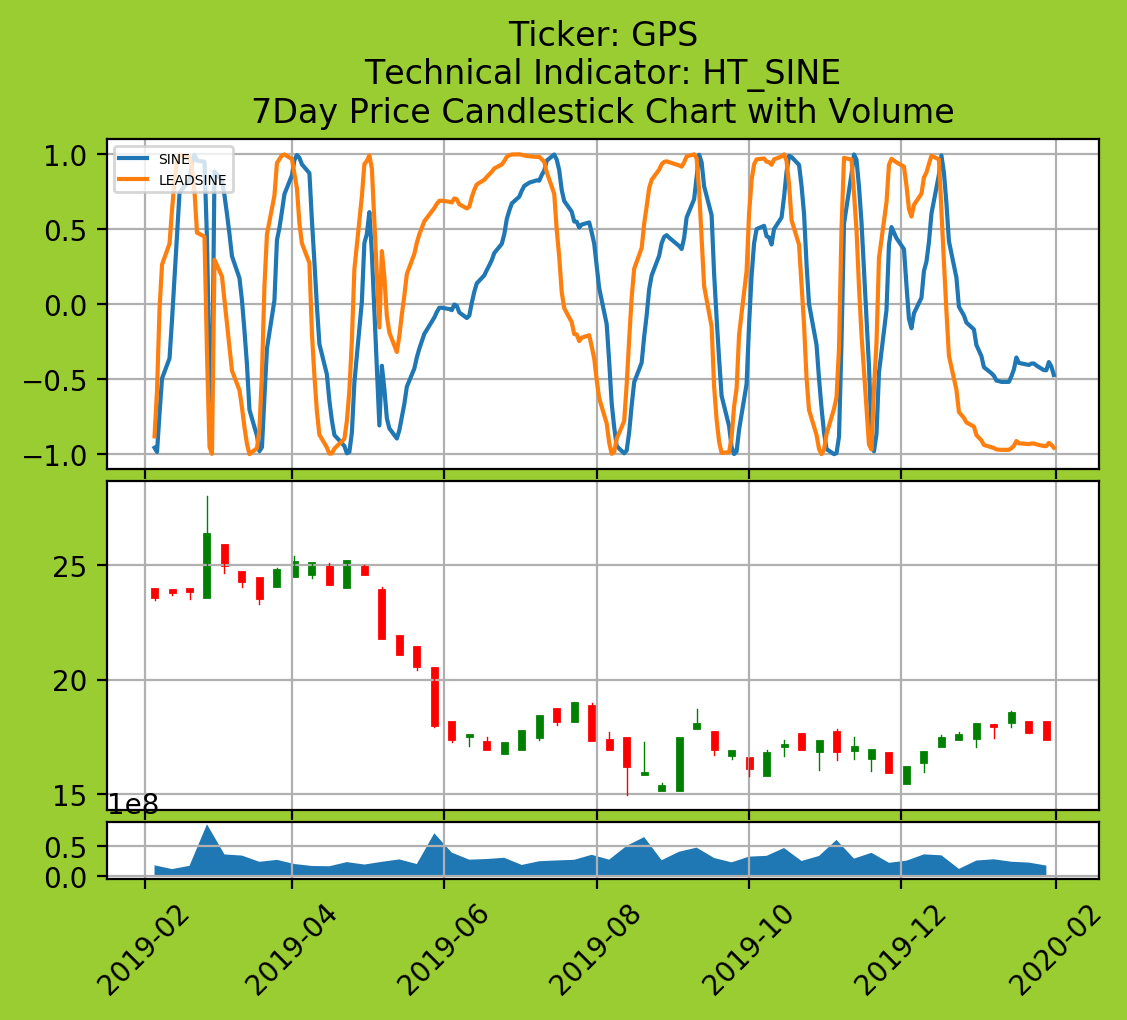 Ticker: GPS
Technical Indicator: HT_SINE
7Day Price Candlestick Chart with Volume
1.0
0.5
0.0
−0.5
−1.0
SINE
LEADSINE
25
20
15
1e8
0.5
0.0
2019-02
2019-04
2019-06
2019-08
2019-10
2019-12
2020-02